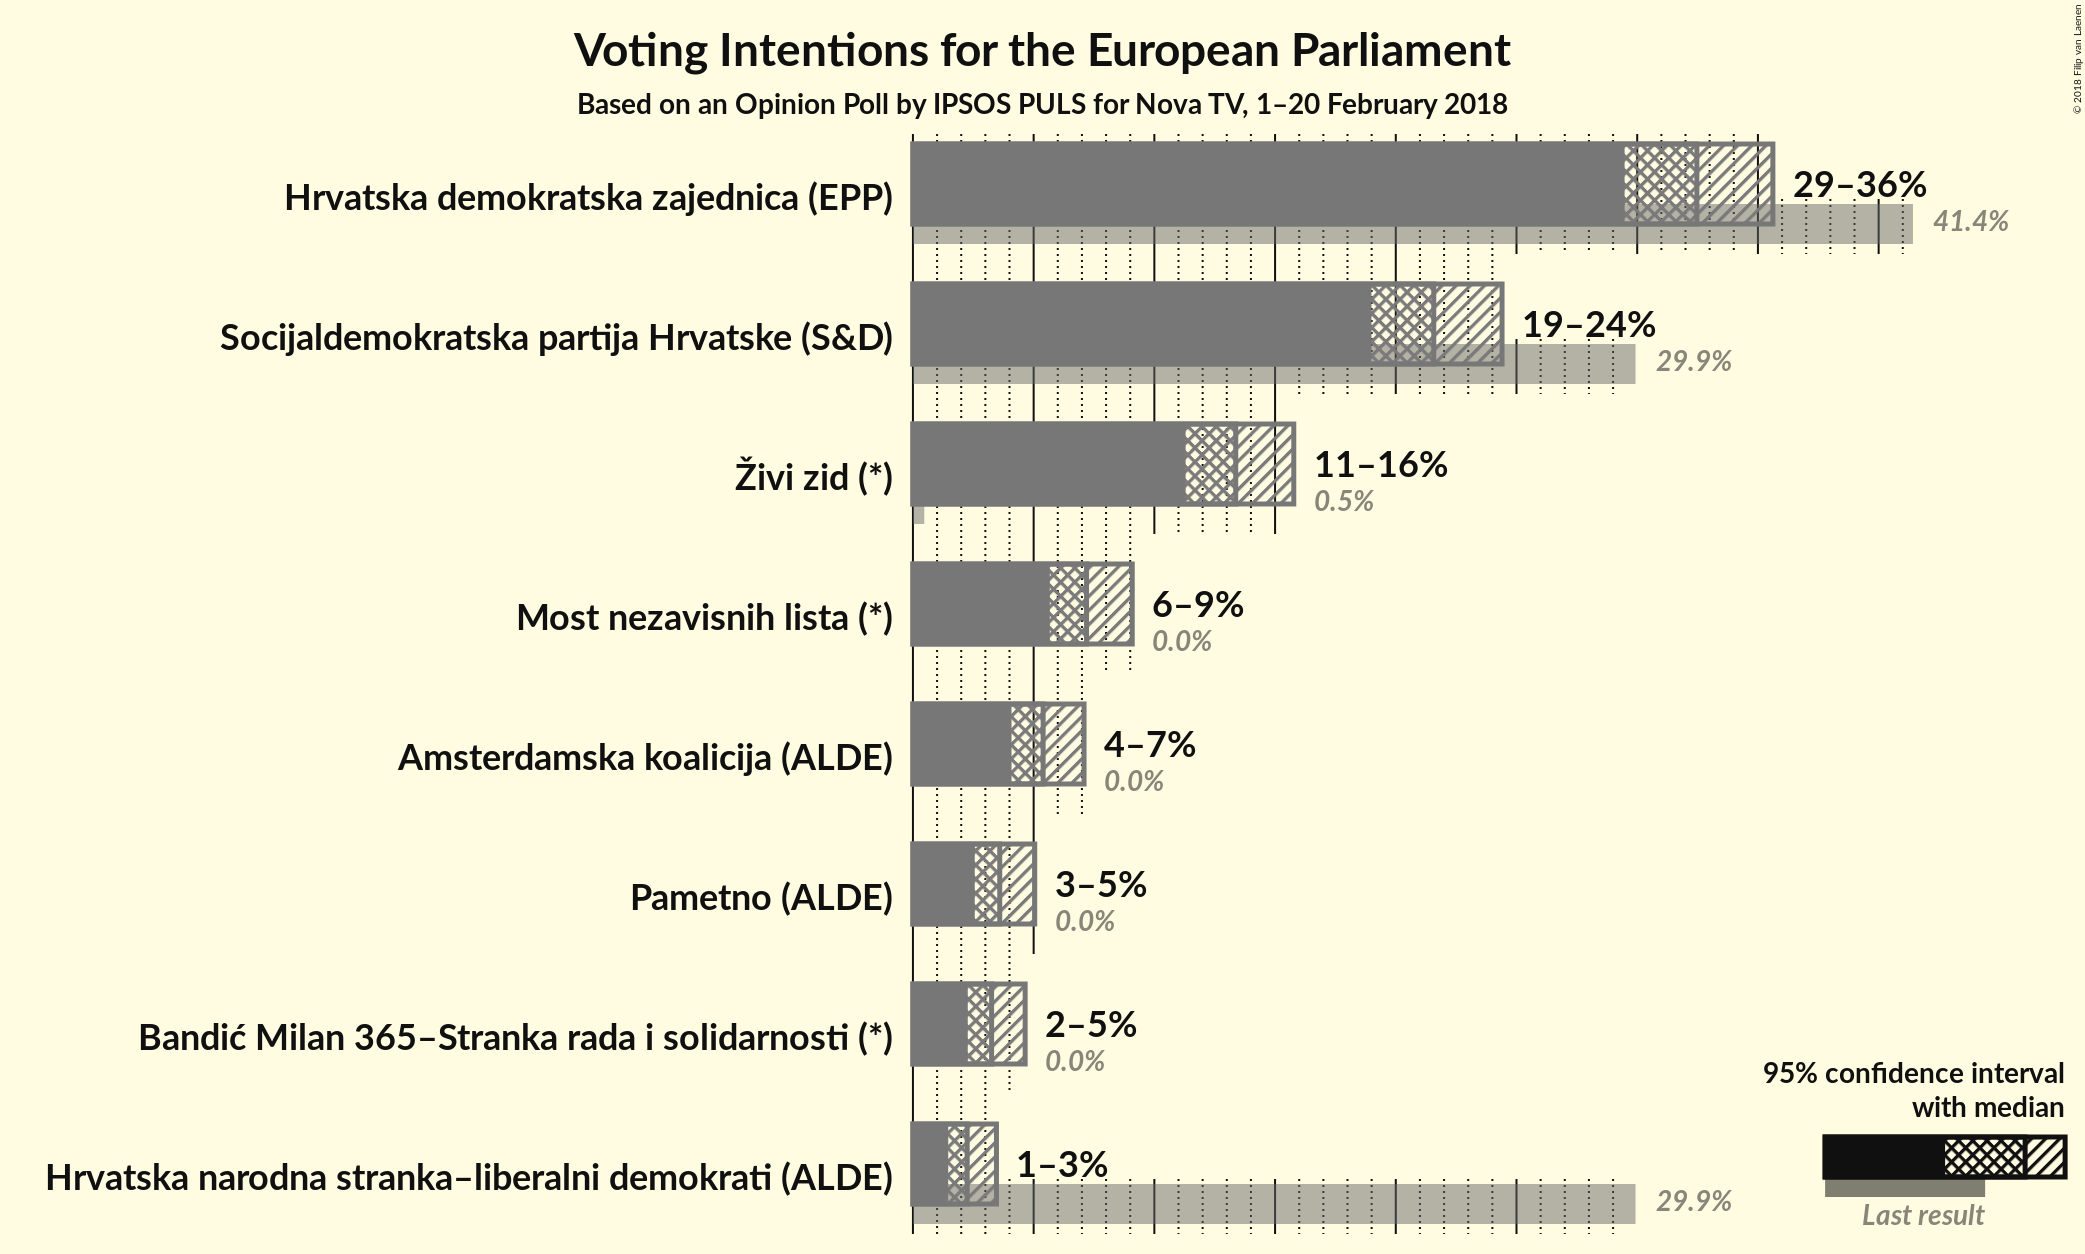 Voting Intentions for the European Parliament
Based on an Opinion Poll by IPSOS PULS for Nova TV, 1–20 February 2018
© 2018 Filip van Laenen
Hrvatska demokratska zajednica (EPP)
29–36%
41.4%
Socijaldemokratska partija Hrvatske (S&D)
19–24%
29.9%
Živi zid (*)
11–16%
0.5%
Most nezavisnih lista (*)
6–9%
0.0%
Amsterdamska koalicija (ALDE)
4–7%
0.0%
Pametno (ALDE)
3–5%
0.0%
Bandić Milan 365–Stranka rada i solidarnosti (*)
2–5%
0.0%
Hrvatska narodna stranka–liberalni demokrati (ALDE)
1–3%
29.9%
95% confidence interval
with median
Last result